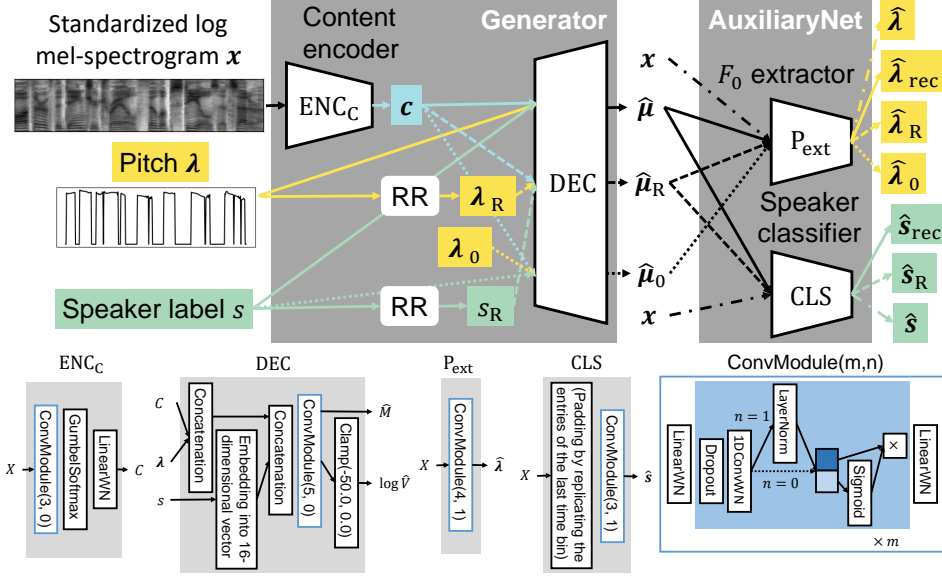 Standardized log
mel-spectrogram x
Content
encoder
Generator
AuxiliaryNet
ENC_C
c
Pitch λ
RR
λ_R
λ_0
Speaker label s
RR
s_R
DEC
x
μ̂
μ̂_R
μ̂_0
x
F_0 extractor
P_ext
Speaker
classifier
CLS
λ̂
λ̂_rec
λ̂_R
λ̂_0
ŝ_rec
ŝ_R
ŝ
ENC_C
X
ConvModule(3, 0)
GumbelSoftmax
LinearWN
C
DEC
C
λ
s
Concatenation
Embedding into 16-
dimensional vector
Concatenation
ConvModule(5, 0)
Clamp(-50.0, 0.0)
M̂
log V̂
P_ext
X
ConvModule(4, 1)
λ̂
CLS
X
(Padding by replicating the
entries of the last time bin)
ConvModule(3, 1)
ŝ
ConvModule(m,n)
LinearWN
Dropout
1DConvWN
n = 1
n = 0
LayerNorm
Sigmoid
×
LinearWN
× m